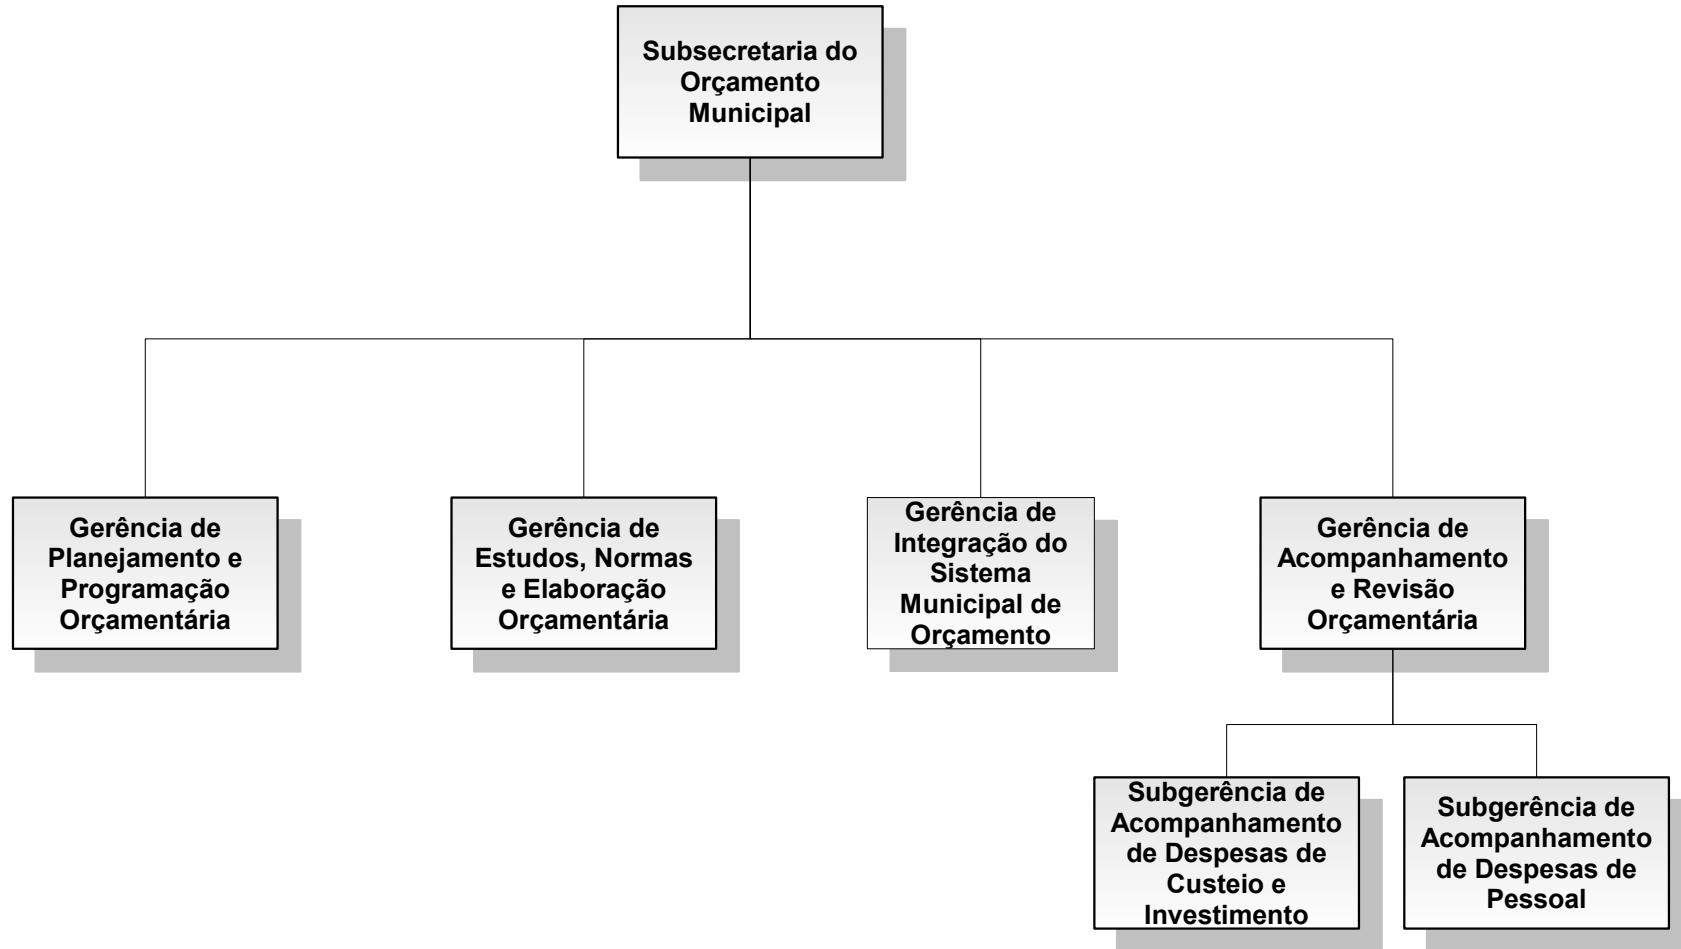 Subsecretaria do
Orçamento
Municipal
Gerência de
Planejamento e
Programação
Orçamentária
Gerência de
Estudos, Normas
e Elaboração
Orçamentária
Gerência de
Integração do
Sistema
Municipal de
Orçamento
Gerência de
Acompanhamento
e Revisão
Orçamentária
Subgerência de
Acompanhamento
de Despesas de
Custeio e
Investimento
Subgerência de
Acompanhamento
de Despesas de
Pessoal